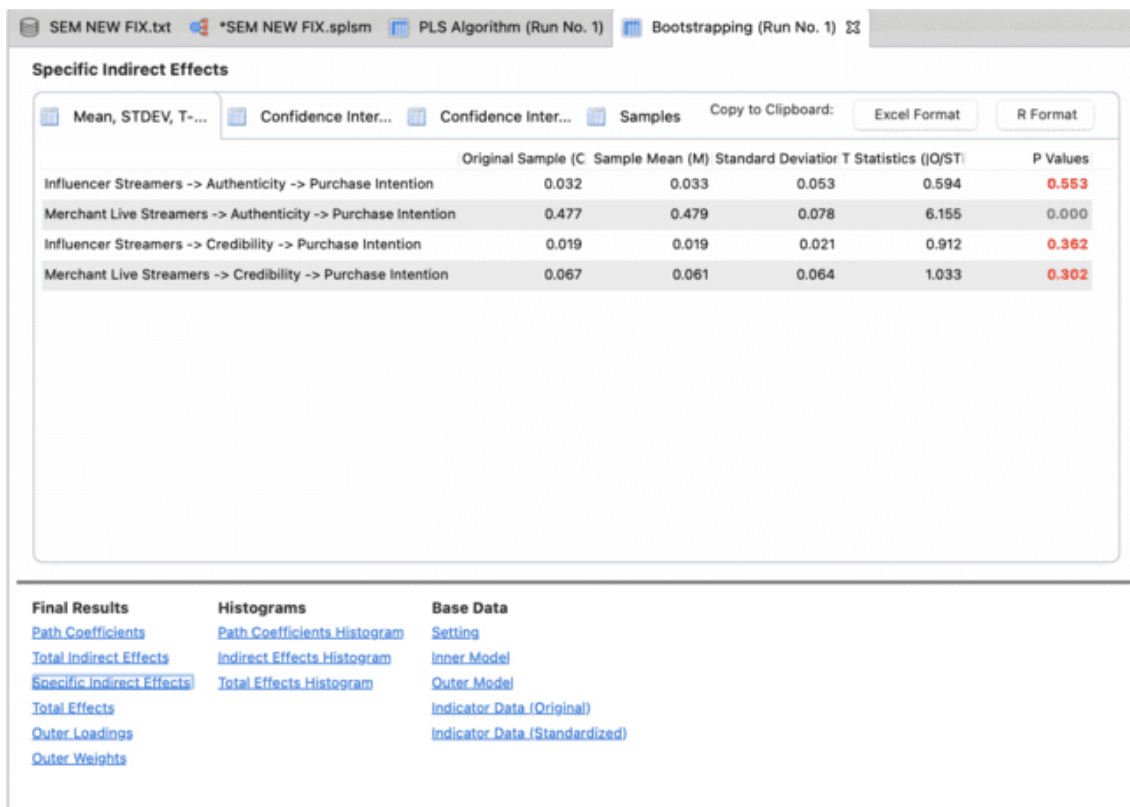 SEM NEW FIX.txt *SEM NEW FIX.splsm PLS Algorithm (Run No. 1) Bootstrapping (Run No. 1)
Specific Indirect Effects
Mean, STDEV, T-... Confidence Inter... Confidence Inter... Samples Copy to Clipboard: Excel Format R Format
Original Sample (C Sample Mean (M) Standard Deviation T Statistics (|O/ST P Values
Influencer Streamers -> Authenticity -> Purchase Intention 0.032 0.033 0.053 0.594 0.553
Merchant Live Streamers -> Authenticity -> Purchase Intention 0.477 0.479 0.078 6.155 0.000
Influencer Streamers -> Credibility -> Purchase Intention 0.019 0.019 0.021 0.912 0.362
Merchant Live Streamers -> Credibility -> Purchase Intention 0.067 0.061 0.064 1.033 0.302
Final Results Histograms Base Data
Path Coefficients Path Coefficients Histogram Setting
Total Indirect Effects Indirect Effects Histogram Inner Model
Specific Indirect Effects Total Effects Histogram Outer Model
Total Effects Indicator Data (Original)
Outer Loadings Indicator Data (Standardized)
Outer Weights